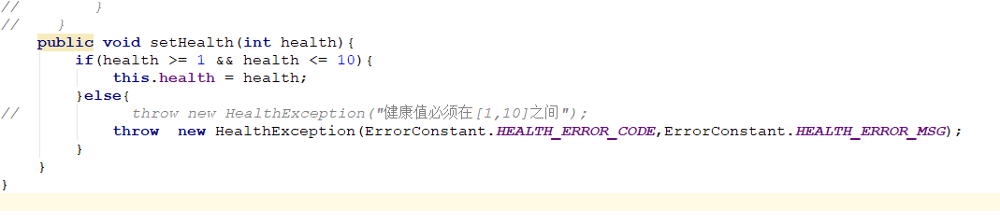 //        }
//    }
    public void setHealth(int health){
        if(health >= 1 && health <= 10){
            this.health = health;
        }else{
//            throw new HealthException("健康值必须在[1,10]之间");
            throw  new HealthException(ErrorConstant.HEALTH_ERROR_CODE,ErrorConstant.HEALTH_ERROR_MSG);
        }
    }
}